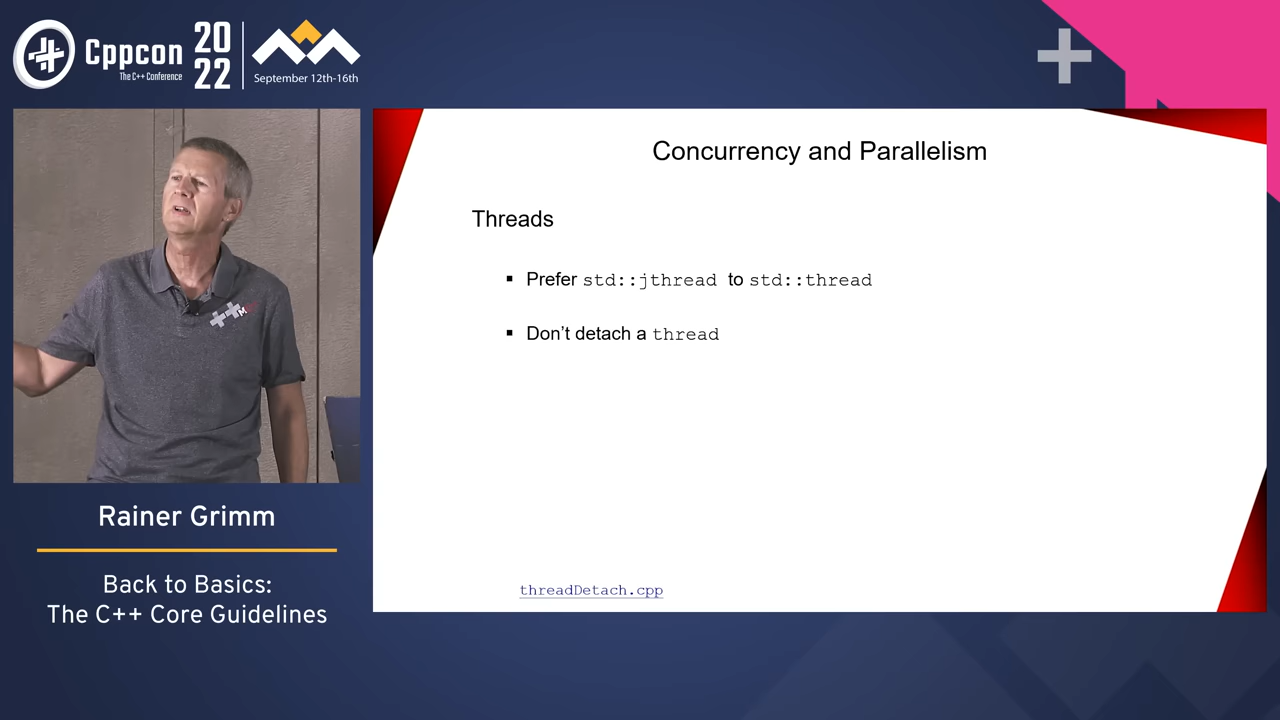 Cppcon
The C++ Conference
20
22
September 12th-16th
Concurrency and Parallelism
Threads
▪ Prefer std::jthread to std::thread
▪ Don’t detach a thread
threadDetach.cpp
Rainer Grimm
Back to Basics:
The C++ Core Guidelines